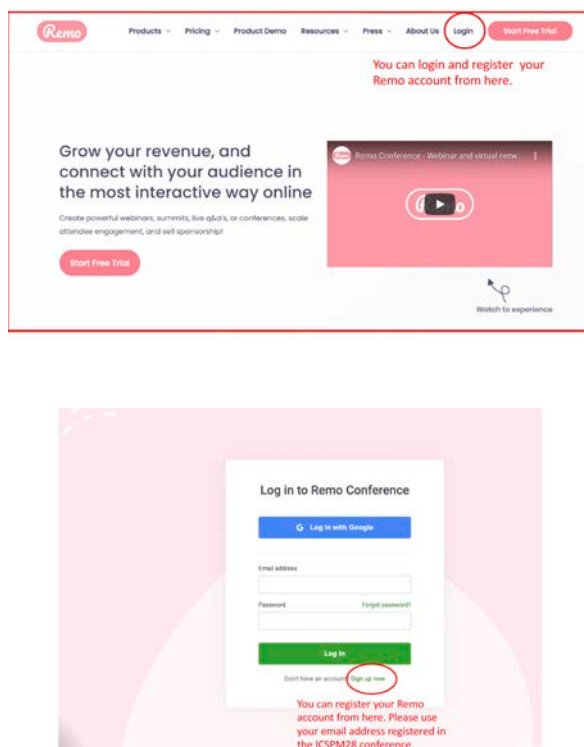 Remo
Products Pricing Product Demo Resources Press About Us Login Start Free Trial
You can login and register your
Remo account from here.
Grow your revenue, and
connect with your audience in
the most interactive way online
Create powerful webinars, summits, live q&a's, or conferences, scale
attendee engagement, and sell sponsorship!
Start Free Trial
Remo Conference - Webinar and virtual netw...
Remo
Watch to experience
Log in to Remo Conference
G Log in with Google
Email address
Password Forgot password?
Log In
Don't have an account? Sign up now
You can register your Remo
account from here. Please use
your email address registered in
the ICSPM28 conference.